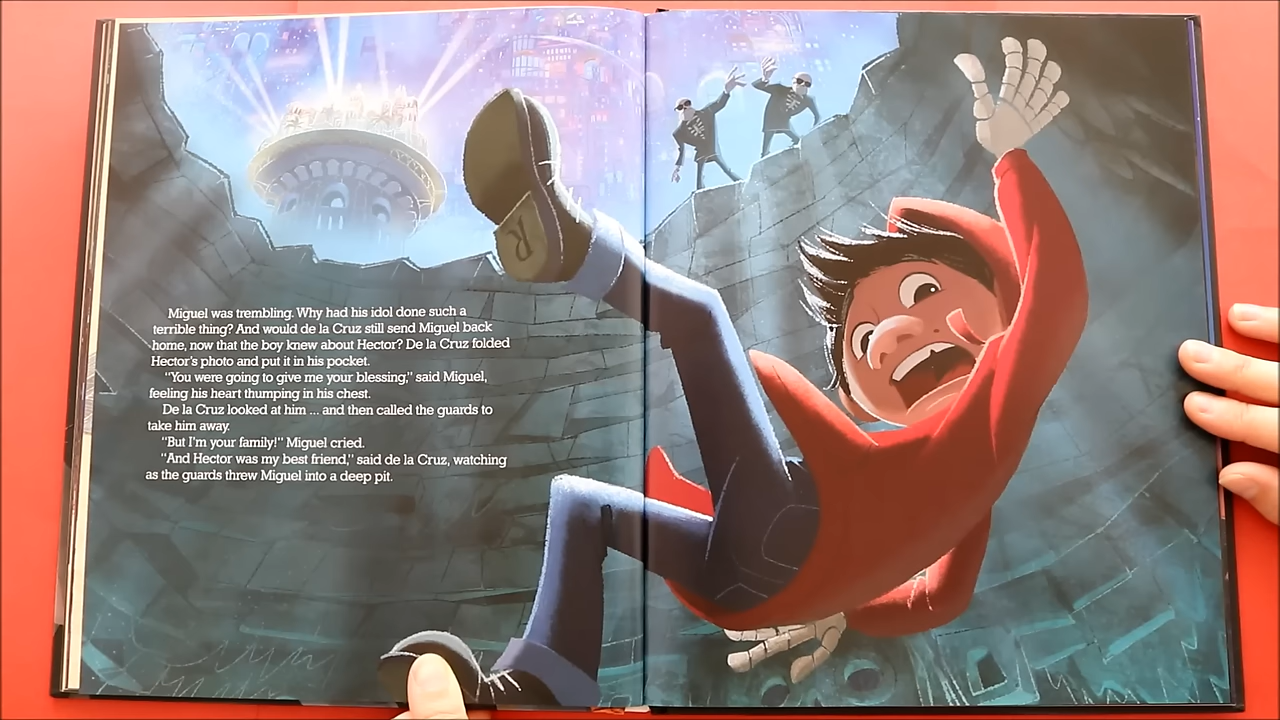 Miguel was trembling. Why had his idol done such a
terrible thing? And would de la Cruz still send Miguel back
home, now that the boy knew about Hector? De la Cruz folded
Hector's photo and put it in his pocket.
"You were going to give me your blessing," said Miguel,
feeling his heart thumping in his chest.
De la Cruz looked at him ... and then called the guards to
take him away.
"But I'm your family!" Miguel cried.
"And Hector was my best friend," said de la Cruz, watching
as the guards threw Miguel into a deep pit.
R